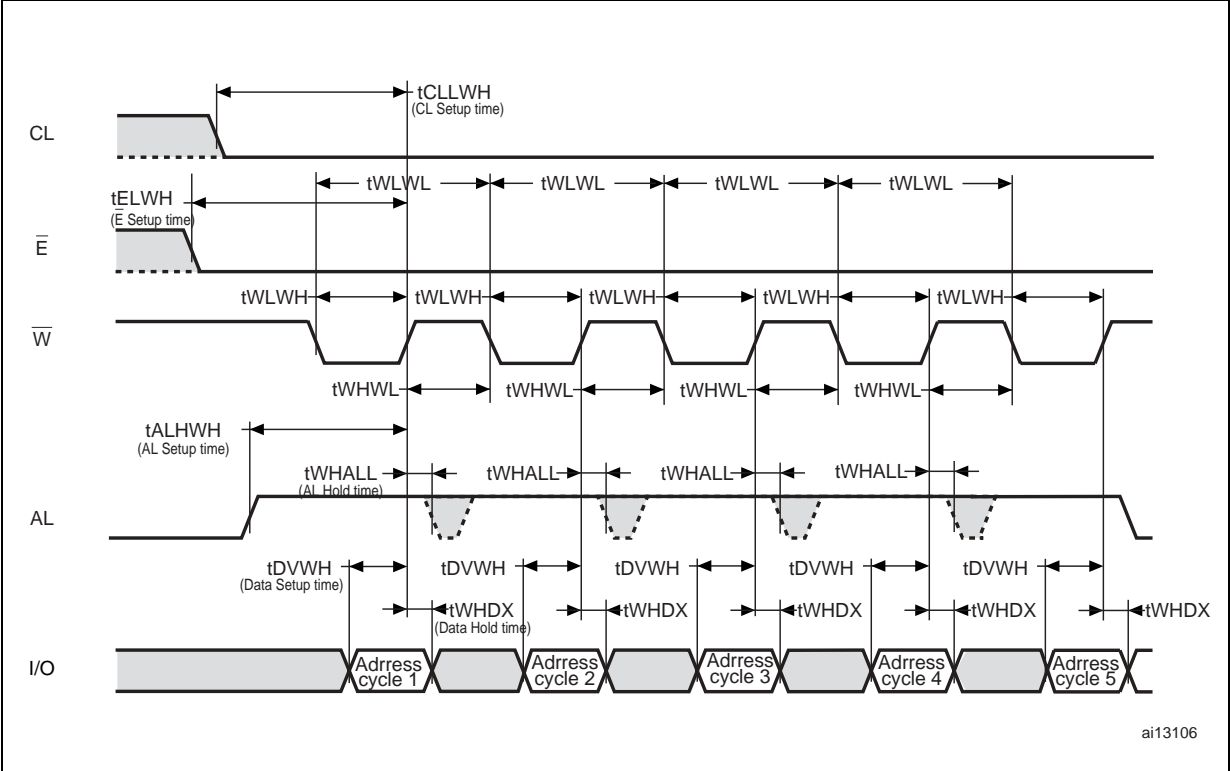 tCLLWH
(CL Setup time)
CL
tWLWL tWLWL tWLWL tWLWL
tELWH
(E Setup time)
E
tWLWH tWLWH tWLWH tWLWH tWLWH
W
tWHWL tWHWL tWHWL tWHWL
tALHWH
(AL Setup time)
tWHALL tWHALL tWHALL tWHALL
(AL Hold time)
AL
tDVWH tDVWH tDVWH tDVWH tDVWH
(Data Setup time)
tWHDX tWHDX tWHDX tWHDX tWHDX
(Data Hold time)
I/O
Adrress Adrress Adrress Adrress Adrress
cycle 1 cycle 2 cycle 3 cycle 4 cycle 5
ai13106